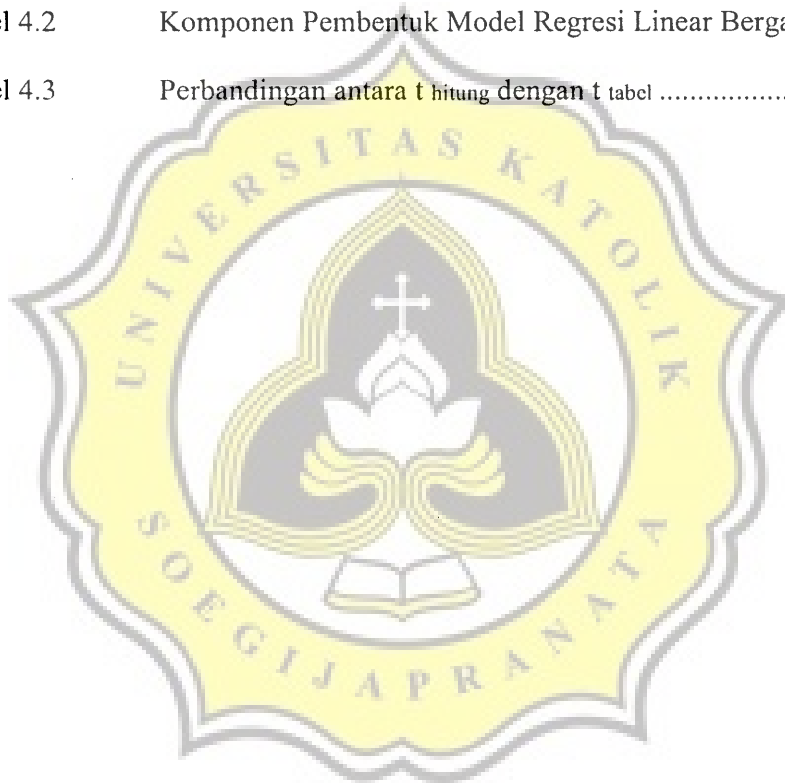 el 4.2 Komponen Pembentuk Model Regresi Linear Berga
el 4.3 Perbandingan antara t hitung dengan t tabel ..................
UNIVERSITAS KATOLIK
SOEGIJAPRANATA